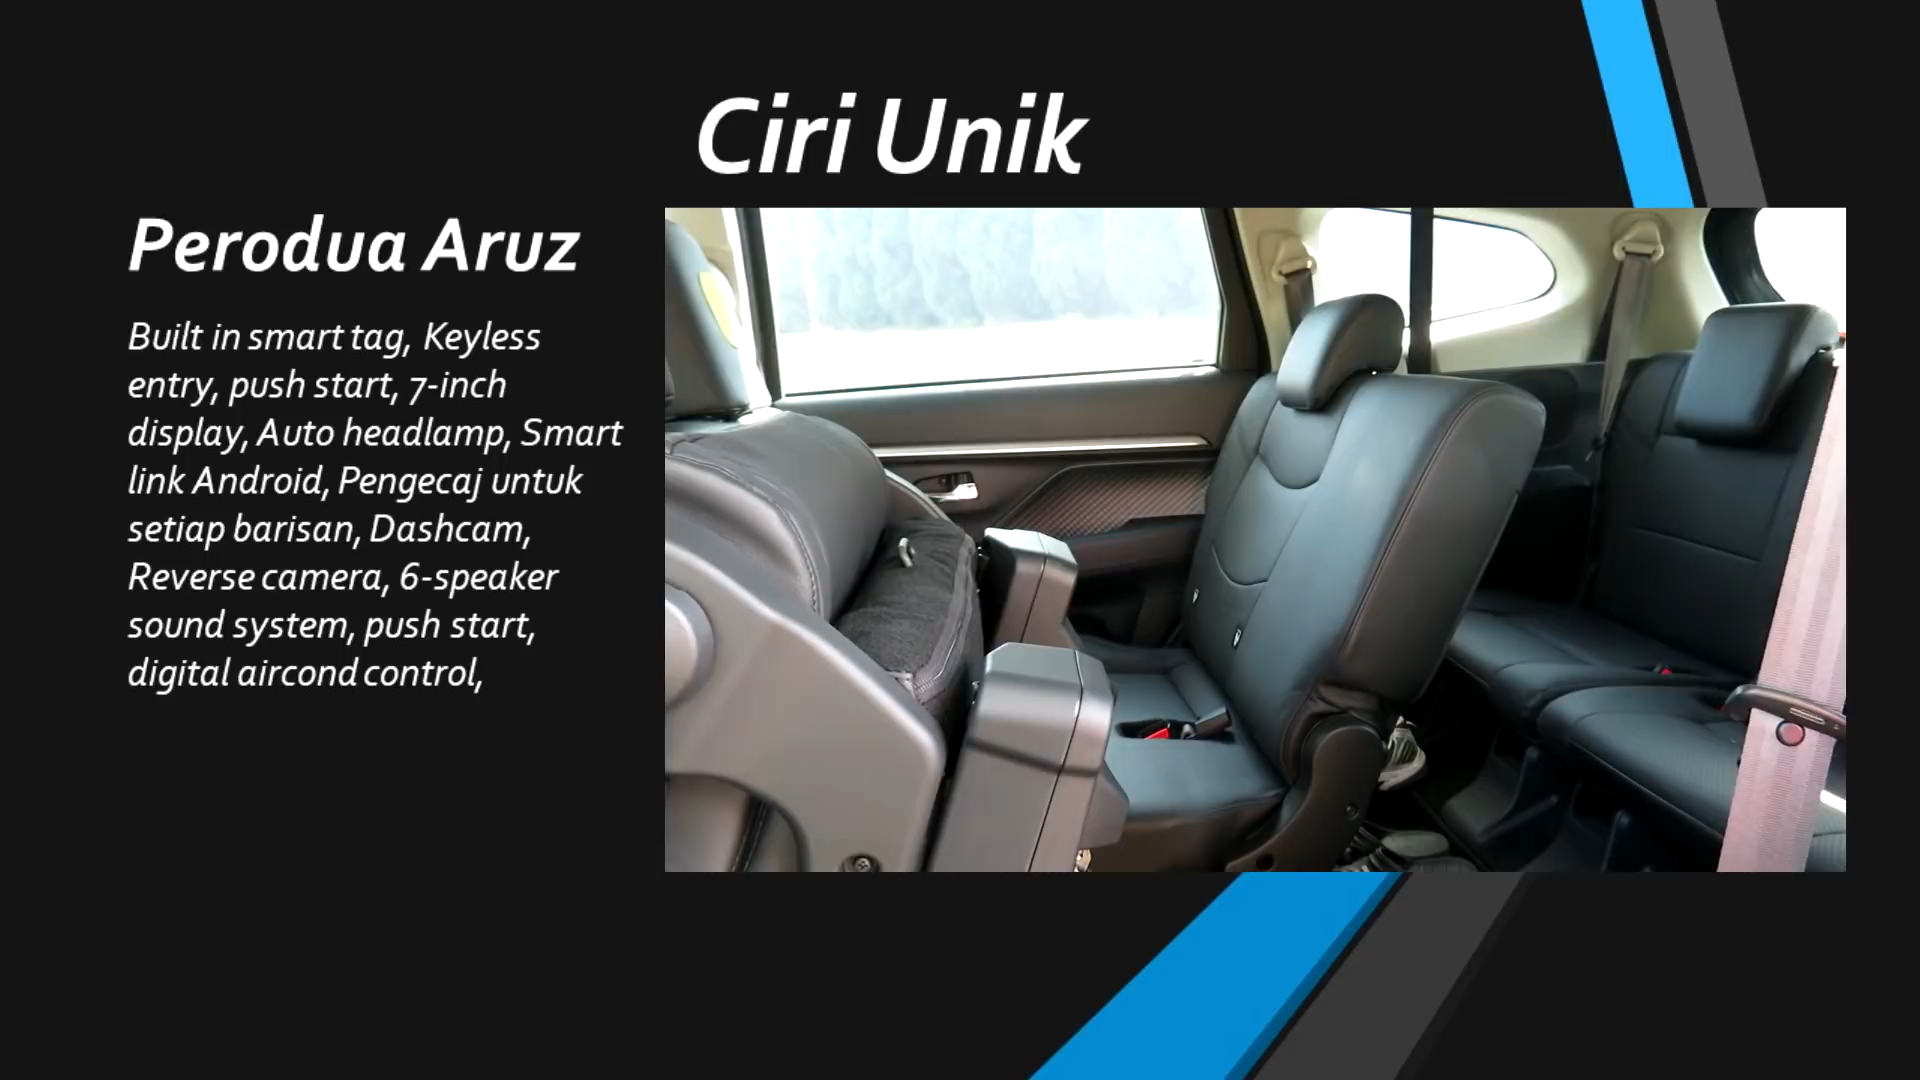 Ciri Unik
Perodua Aruz
Built in smart tag, Keyless
entry, push start, 7-inch
display, Auto headlamp, Smart
link Android, Pengecaj untuk
setiap barisan, Dashcam,
Reverse camera, 6-speaker
sound system, push start,
digital aircond control,